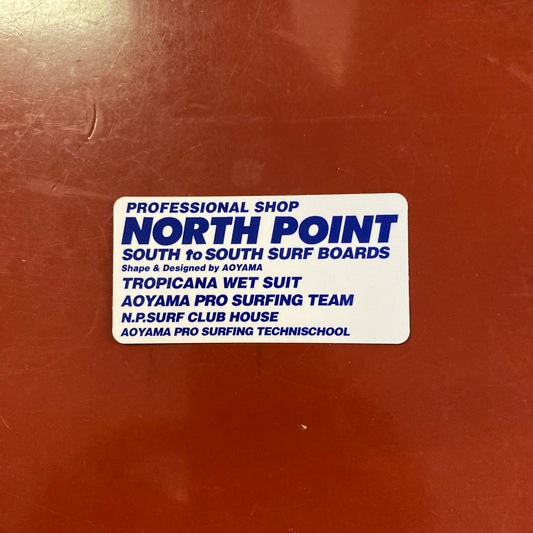 PROFESSIONAL SHOP
NORTH POINT
SOUTH to SOUTH SURF BOARDS
Shape & Designed by AOYAMA
TROPICANA WET SUIT
AOYAMA PRO SURFING TEAM
N.P.SURF CLUB HOUSE
AOYAMA PRO SURFING TECHNISCHOOL